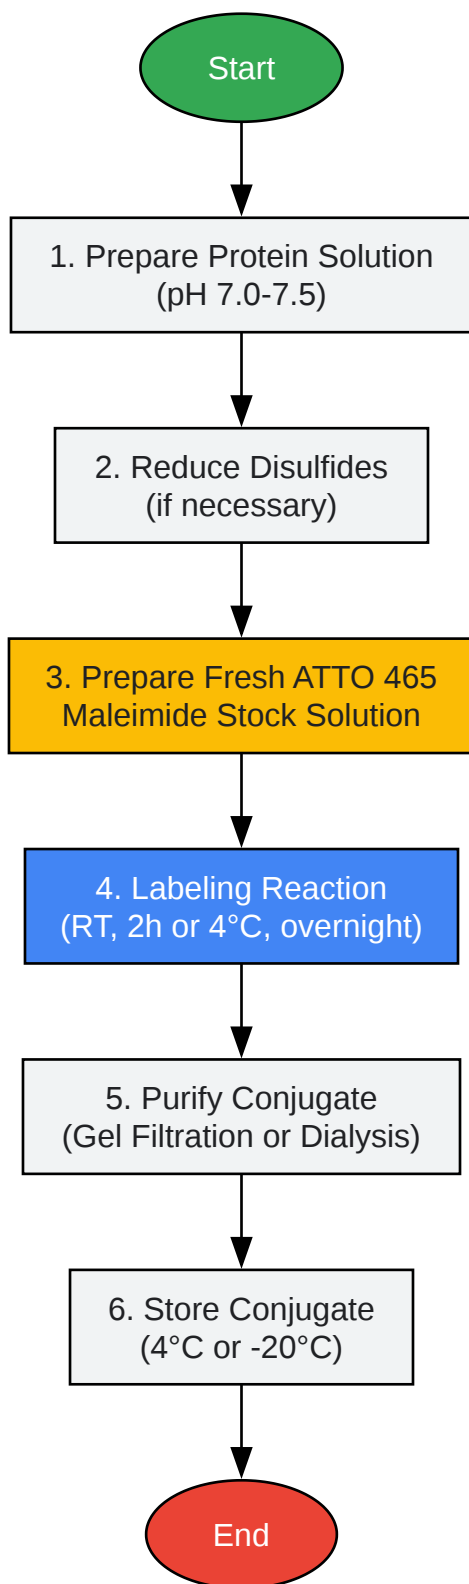 Start
1. Prepare Protein Solution
(pH 7.0-7.5)
2. Reduce Disulfides
(if necessary)
3. Prepare Fresh ATTO 465
Maleimide Stock Solution
4. Labeling Reaction
(RT, 2h or 4°C, overnight)
5. Purify Conjugate
(Gel Filtration or Dialysis)
6. Store Conjugate
(4°C or -20°C)
End